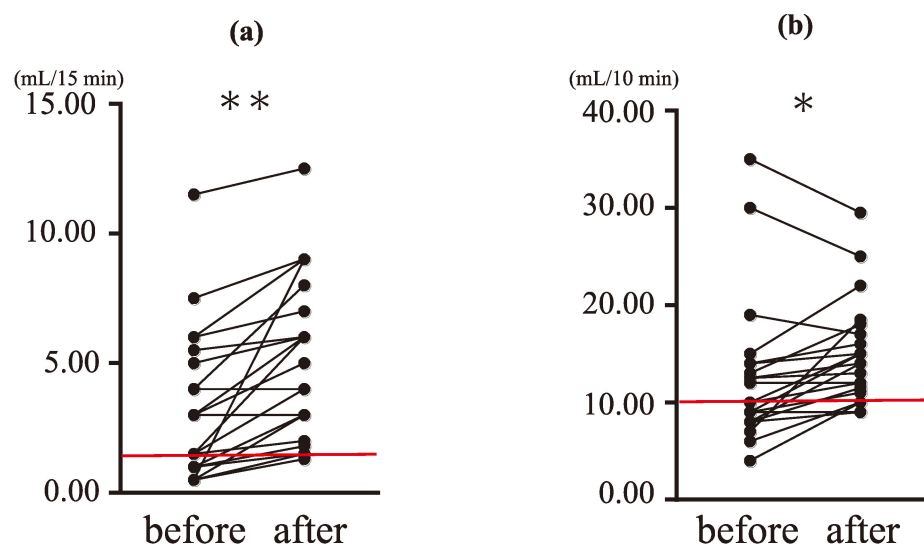 (a)
(mL/15 min)
15.00
**
10.00
5.00
0.00
before after
(b)
(mL/10 min)
40.00
*
30.00
20.00
10.00
0.00
before after